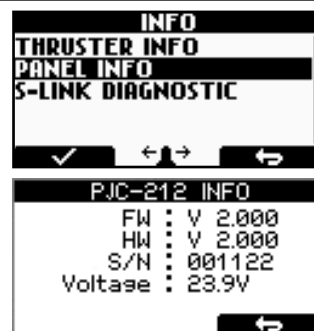 INFO
THRUSTER INFO
PANEL INFO
S-LINK DIAGNOSTIC
PJC-212 INFO
FW : V 2.000
HW : V 2.000
S/N : 001122
Voltage : 23.9V